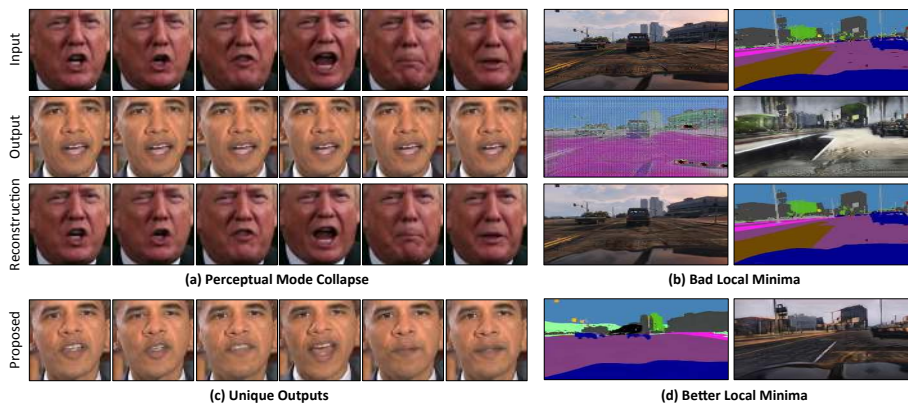 Input
Output
Reconstruction
(a) Perceptual Mode Collapse
(b) Bad Local Minima
Proposed
(c) Unique Outputs
(d) Better Local Minima